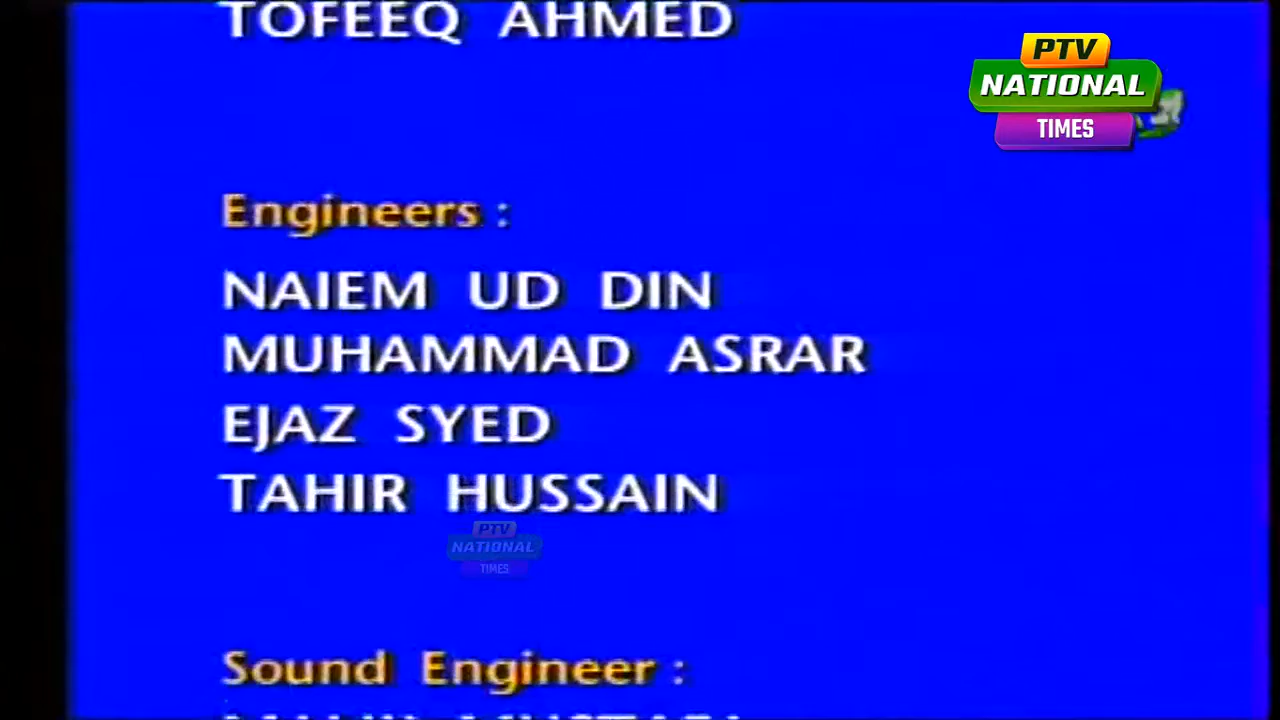 TOFEEQ AHMED
PTV
NATIONAL
TIMES
Engineers :
NAIEM UD DIN
MUHAMMAD ASRAR
EJAZ SYED
TAHIR HUSSAIN
PTV
NATIONAL
TIMES
Sound Engineer :